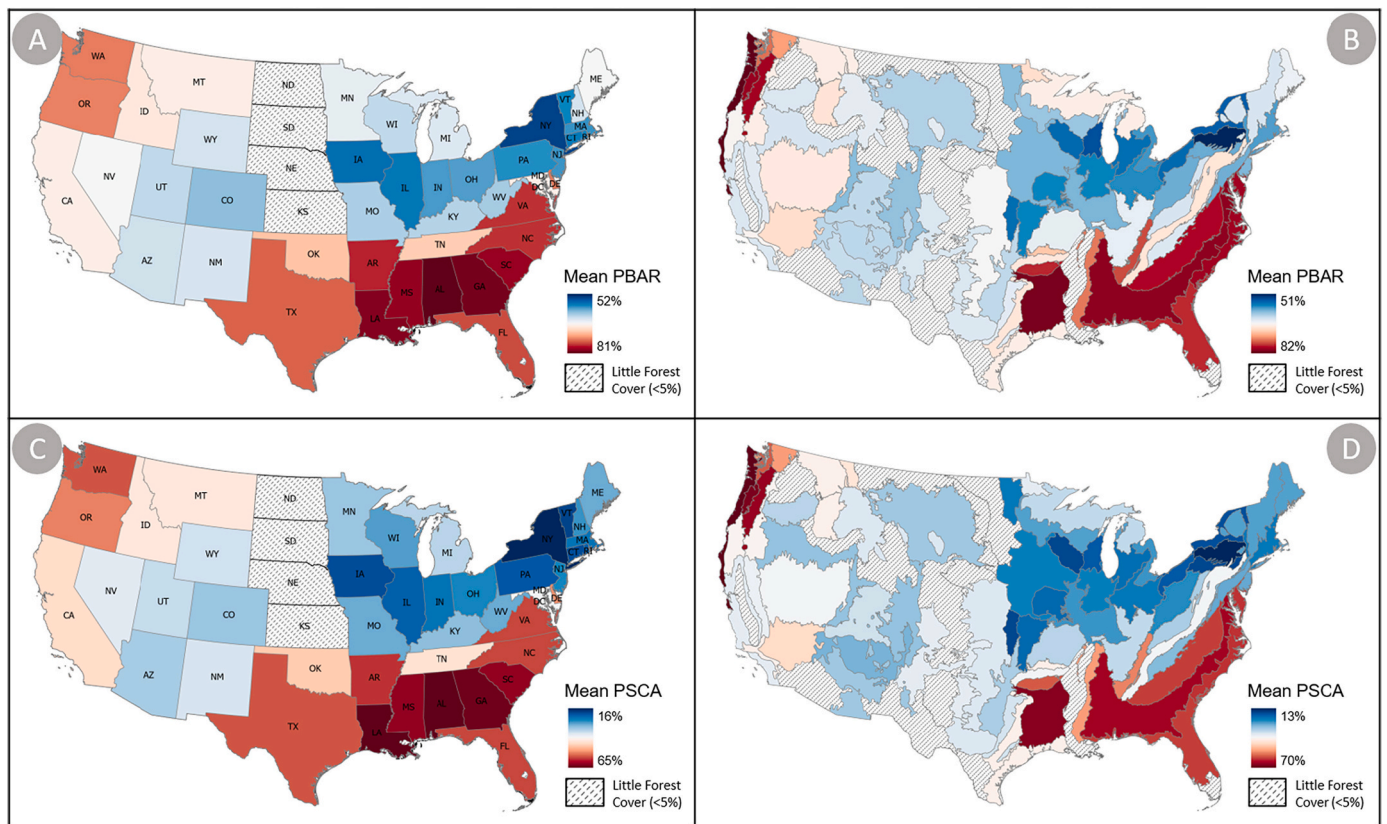 A
WA
MT
ND
ME
OR
ID
MN
VT
NH
SD
WI
NY
MA
WY
MI
CT RI
NE
IA
PA
NJ
NV
UT
CO
IL
IN
OH
MD
DE
DC
CA
KS
MO
WV
VA
KY
AZ
NM
OK
TN
NC
AR
SC
TX
MS
AL
GA
LA
FL
Mean PBAR
52%
81%
Little Forest
Cover (<5%)
B
Mean PBAR
51%
82%
Little Forest
Cover (<5%)
C
WA
MT
ND
ME
OR
ID
MN
VT
NH
SD
WI
NY
MA
WY
MI
CT RI
NE
IA
PA
NJ
NV
UT
CO
IL
IN
OH
MD
DE
DC
CA
KS
MO
WV
VA
KY
AZ
NM
OK
TN
NC
AR
SC
TX
MS
AL
GA
LA
FL
Mean PSCA
16%
65%
Little Forest
Cover (<5%)
D
Mean PSCA
13%
70%
Little Forest
Cover (<5%)